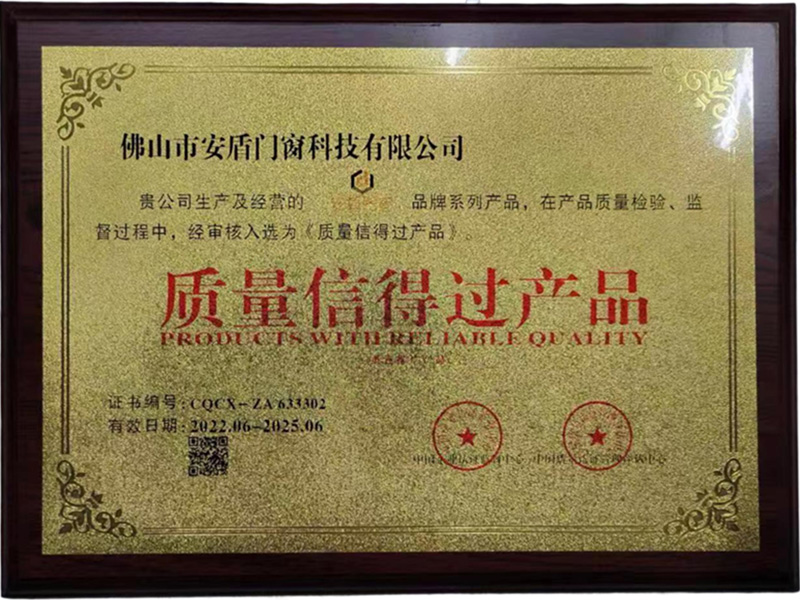 佛山市安盾门窗科技有限公司
贵公司生产及经营的 品牌系列产品，在产品质量检验、监
督过程中，经审核入选为《质量信得过产品》。
质量信得过产品
PRODUCTS WITH RELIABLE QUALITY
证书编号：CQCX-ZA633302
有效日期：2022.06-2025.06